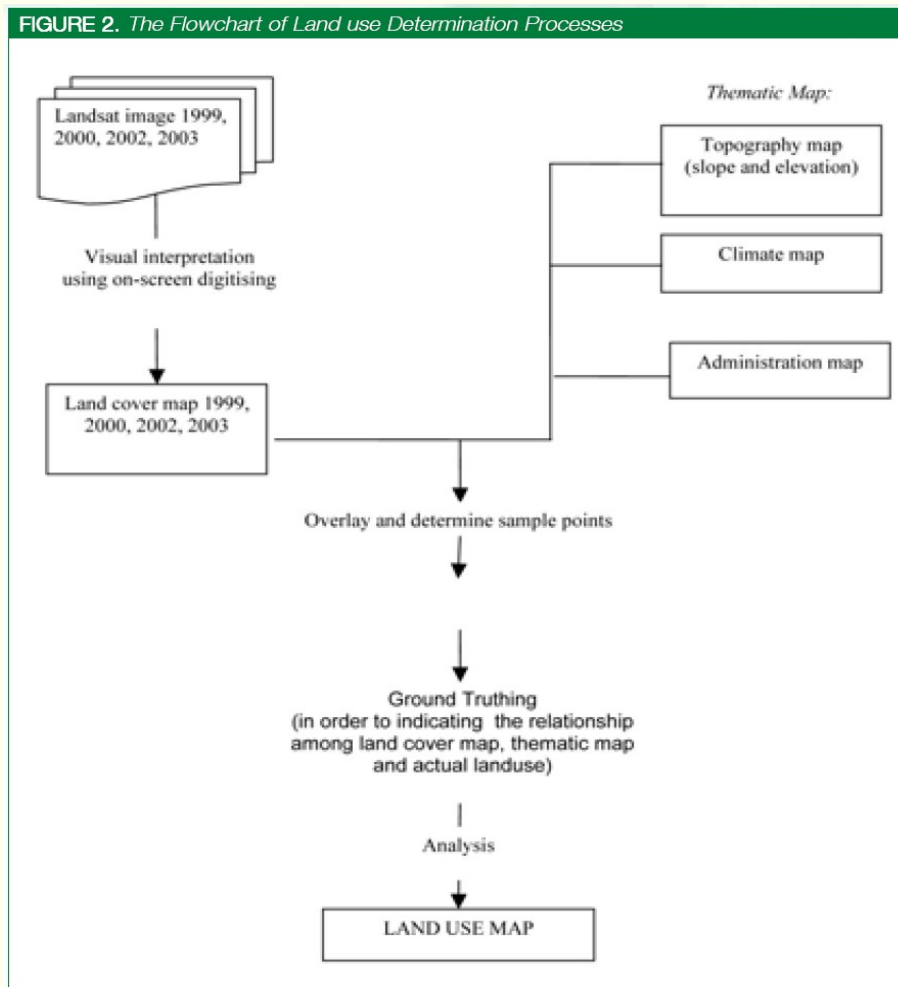 FIGURE 2. The Flowchart of Land use Determination Processes
Landsat image 1999,
2000, 2002, 2003
Visual interpretation
using on-screen digitising
Land cover map 1999,
2000, 2002, 2003
Thematic Map:
Topography map
(slope and elevation)
Climate map
Administration map
Overlay and determine sample points
Ground Truthing
(in order to indicating the relationship
among land cover map, thematic map
and actual landuse)
Analysis
LAND USE MAP